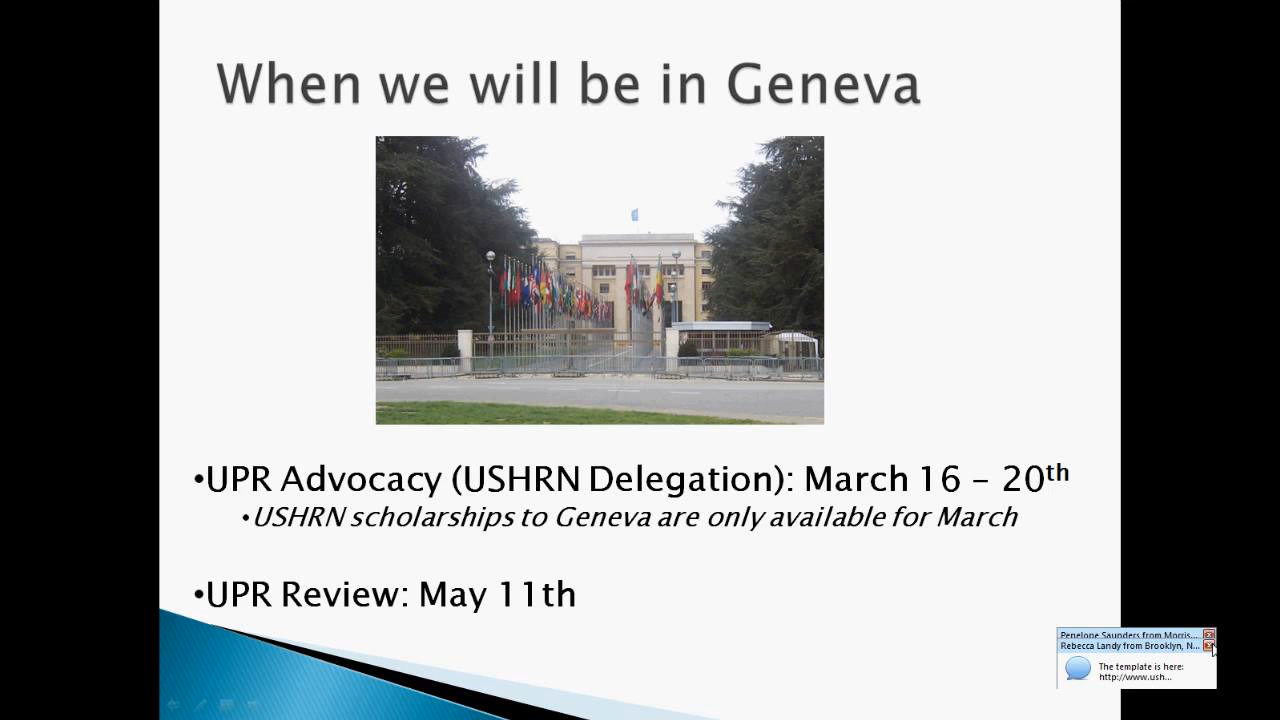 When we will be in Geneva
•UPR Advocacy (USHRN Delegation): March 16 – 20th
•USHRN scholarships to Geneva are only available for March
•UPR Review: May 11th
Penelope Saunders from Morris...
Rebecca Landy from Brooklyn, N...
The template is here:
http://www.ush...